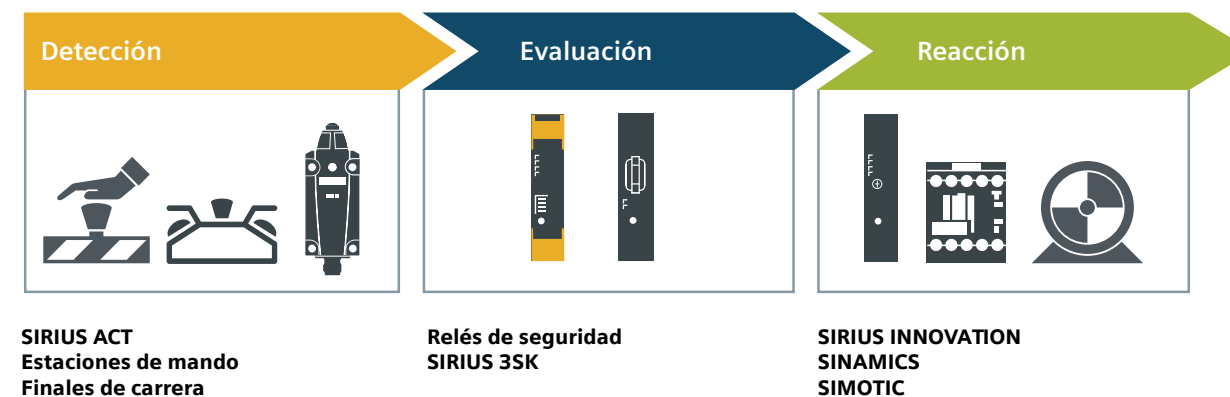 Detección
Evaluación
Reacción
SIRIUS ACT
Estaciones de mando
Finales de carrera
Relés de seguridad
SIRIUS 3SK
SIRIUS INNOVATION
SINAMICS
SIMOTIC